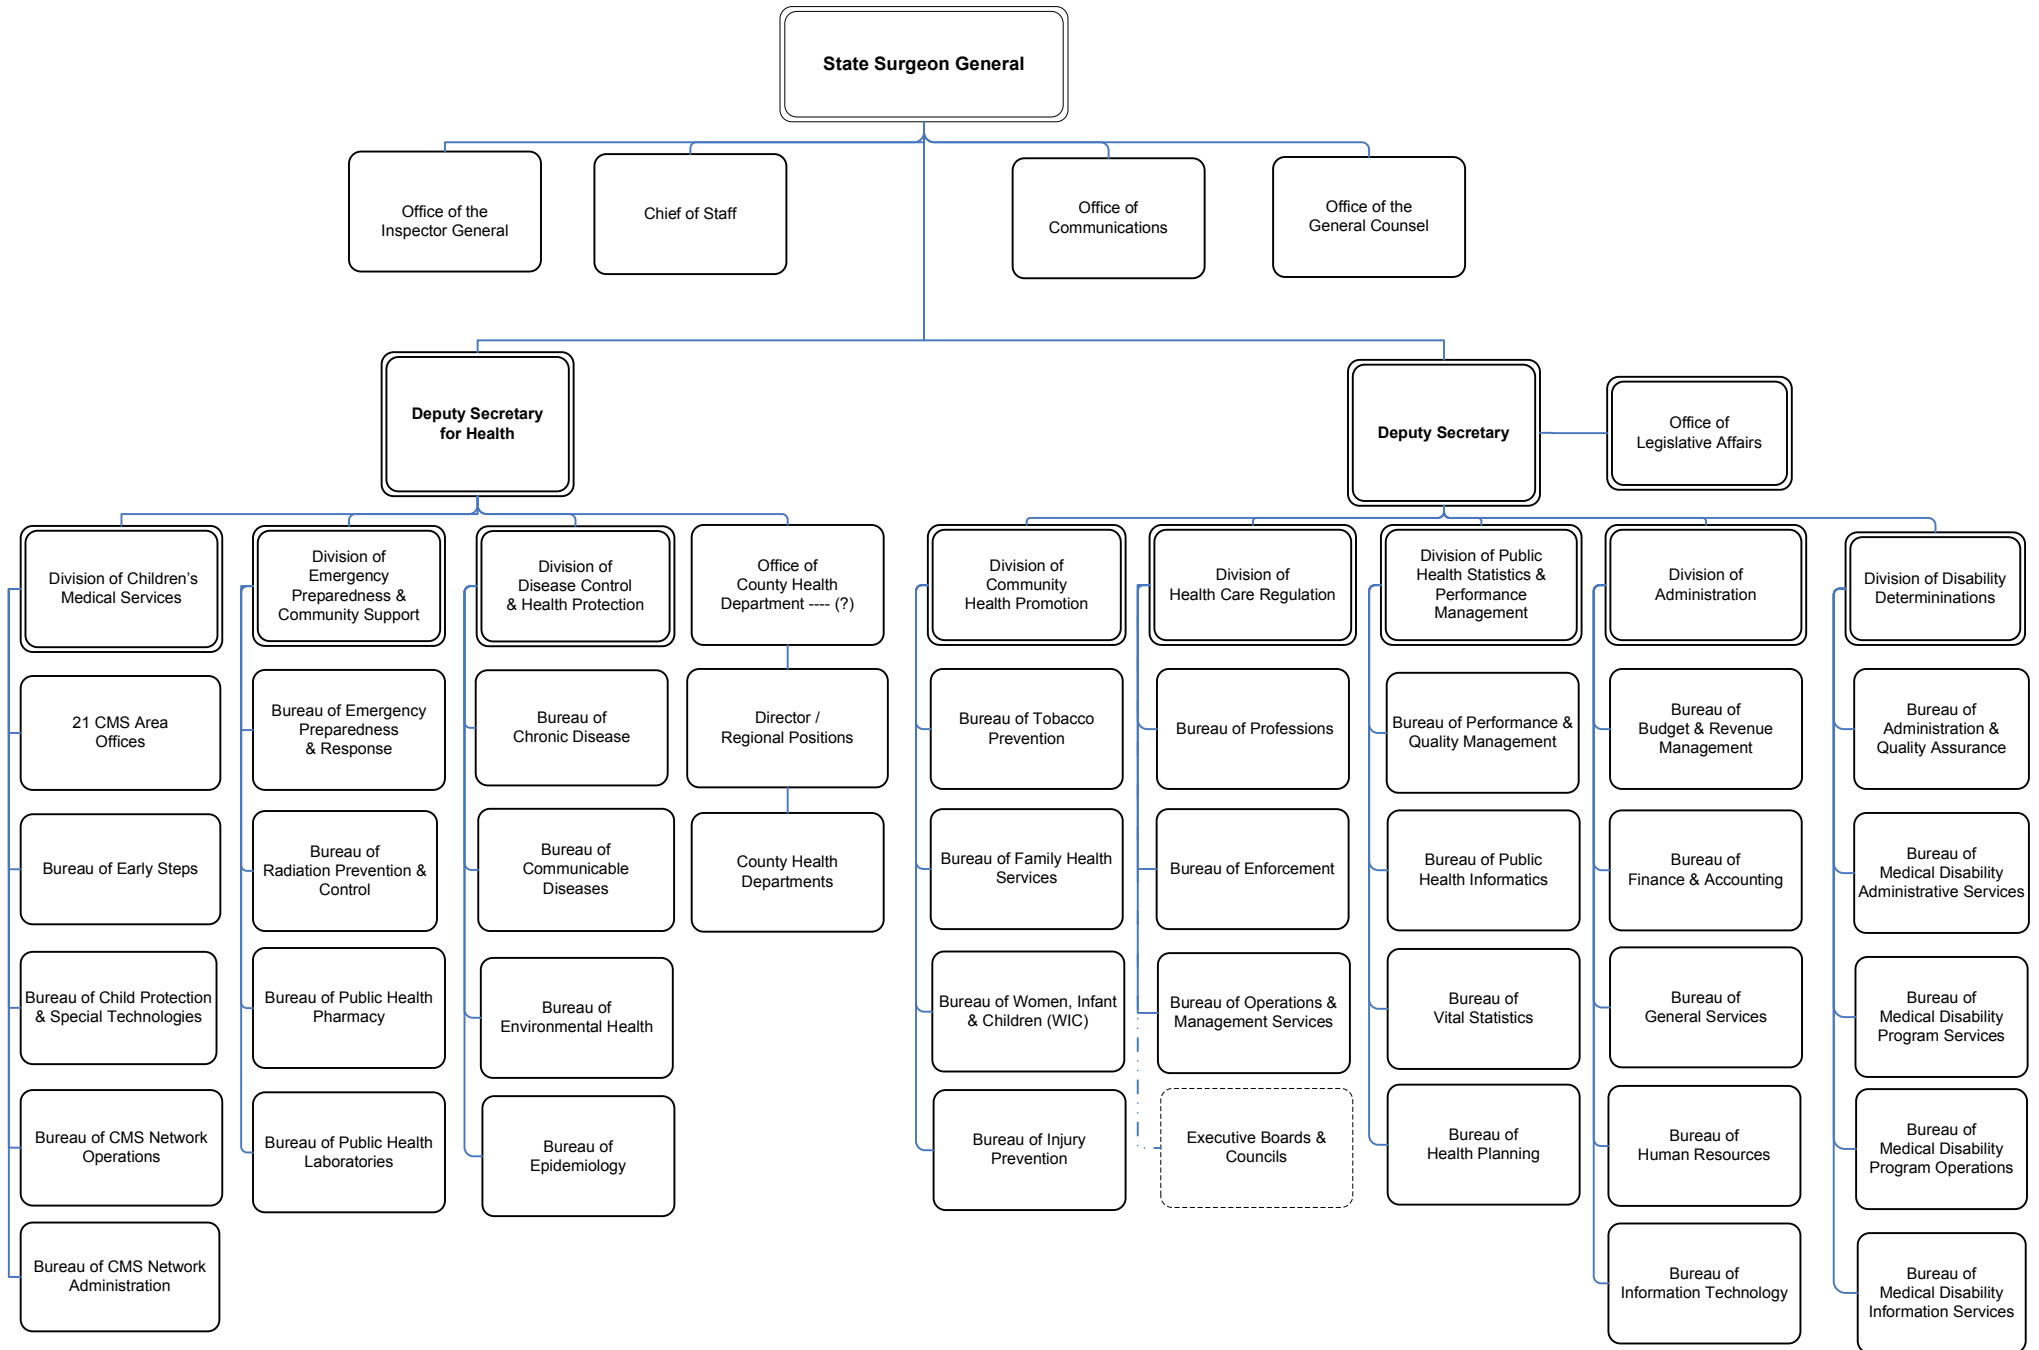 State Surgeon General
Office of the
Inspector General
Chief of Staff
Office of
Communications
Office of the
General Counsel
Deputy Secretary
for Health
Deputy Secretary
Office of
Legislative Affairs
Division of Children's
Medical Services
Division of
Emergency
Preparedness &
Community Support
Division of
Disease Control
& Health Protection
Office of
County Health
Department ---- (?)
Division of
Community
Health Promotion
Division of
Health Care Regulation
Division of Public
Health Statistics &
Performance
Management
Division of
Administration
Division of Disability
Determininations
21 CMS Area
Offices
Bureau of Emergency
Preparedness
& Response
Bureau of
Chronic Disease
Director /
Regional Positions
Bureau of Tobacco
Prevention
Bureau of Professions
Bureau of Performance &
Quality Management
Bureau of
Budget & Revenue
Management
Bureau of
Administration &
Quality Assurance
Bureau of Early Steps
Bureau of
Radiation Prevention &
Control
Bureau of
Communicable
Diseases
County Health
Departments
Bureau of Family Health
Services
Bureau of Enforcement
Bureau of Public
Health Informatics
Bureau of
Finance & Accounting
Bureau of
Medical Disability
Administrative Services
Bureau of Child Protection
& Special Technologies
Bureau of Public Health
Pharmacy
Bureau of
Environmental Health
Bureau of Women, Infant
& Children (WIC)
Bureau of Operations &
Management Services
Bureau of
Vital Statistics
Bureau of
General Services
Bureau of
Medical Disability
Program Services
Bureau of CMS Network
Operations
Bureau of Public Health
Laboratories
Bureau of
Epidemiology
Bureau of Injury
Prevention
Executive Boards &
Councils
Bureau of
Health Planning
Bureau of
Human Resources
Bureau of
Medical Disability
Program Operations
Bureau of CMS Network
Administration
Bureau of
Information Technology
Bureau of
Medical Disability
Information Services